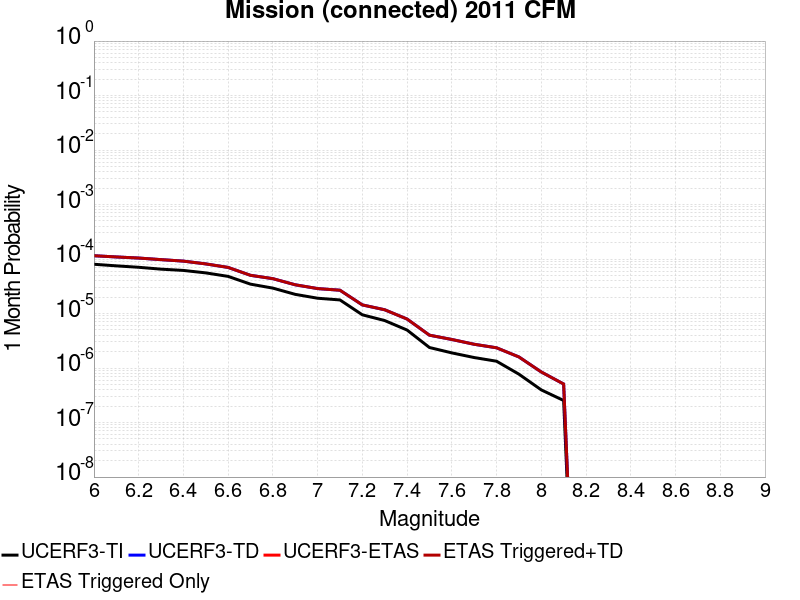 Mission (connected) 2011 CFM
10^0
10^-1
10^-2
10^-3
10^-4
10^-5
10^-6
10^-7
10^-8
1 Month Probability
6 6.2 6.4 6.6 6.8 7 7.2 7.4 7.6 7.8 8 8.2 8.4 8.6 8.8 9
Magnitude
UCERF3-TI UCERF3-TD UCERF3-ETAS ETAS Triggered+TD
ETAS Triggered Only